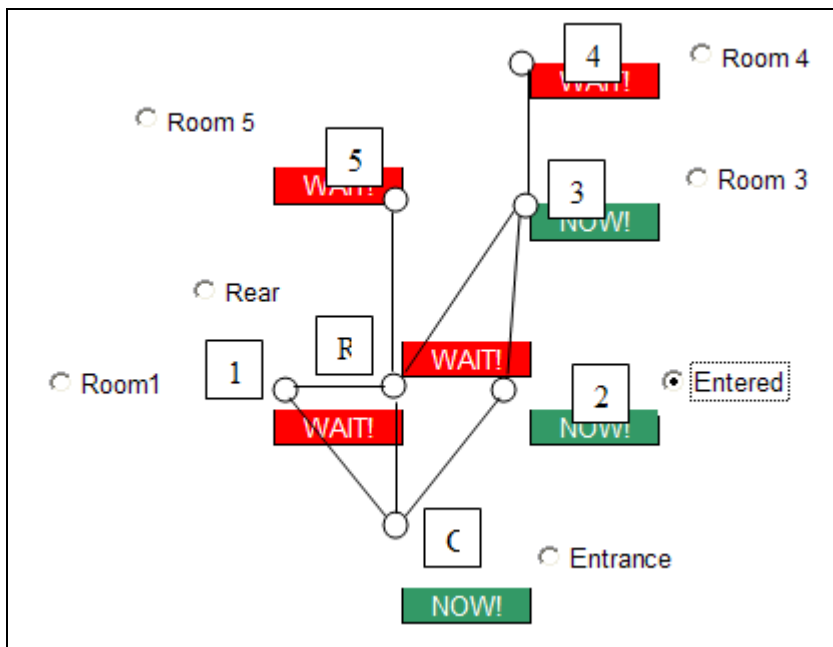 4
Room 4
WAIT!
Room 5
5
WAIT!
3
Room 3
NOW!
Rear
R
WAIT!
Room1
1
2
Entered
WAIT!
NOW!
C
Entrance
NOW!